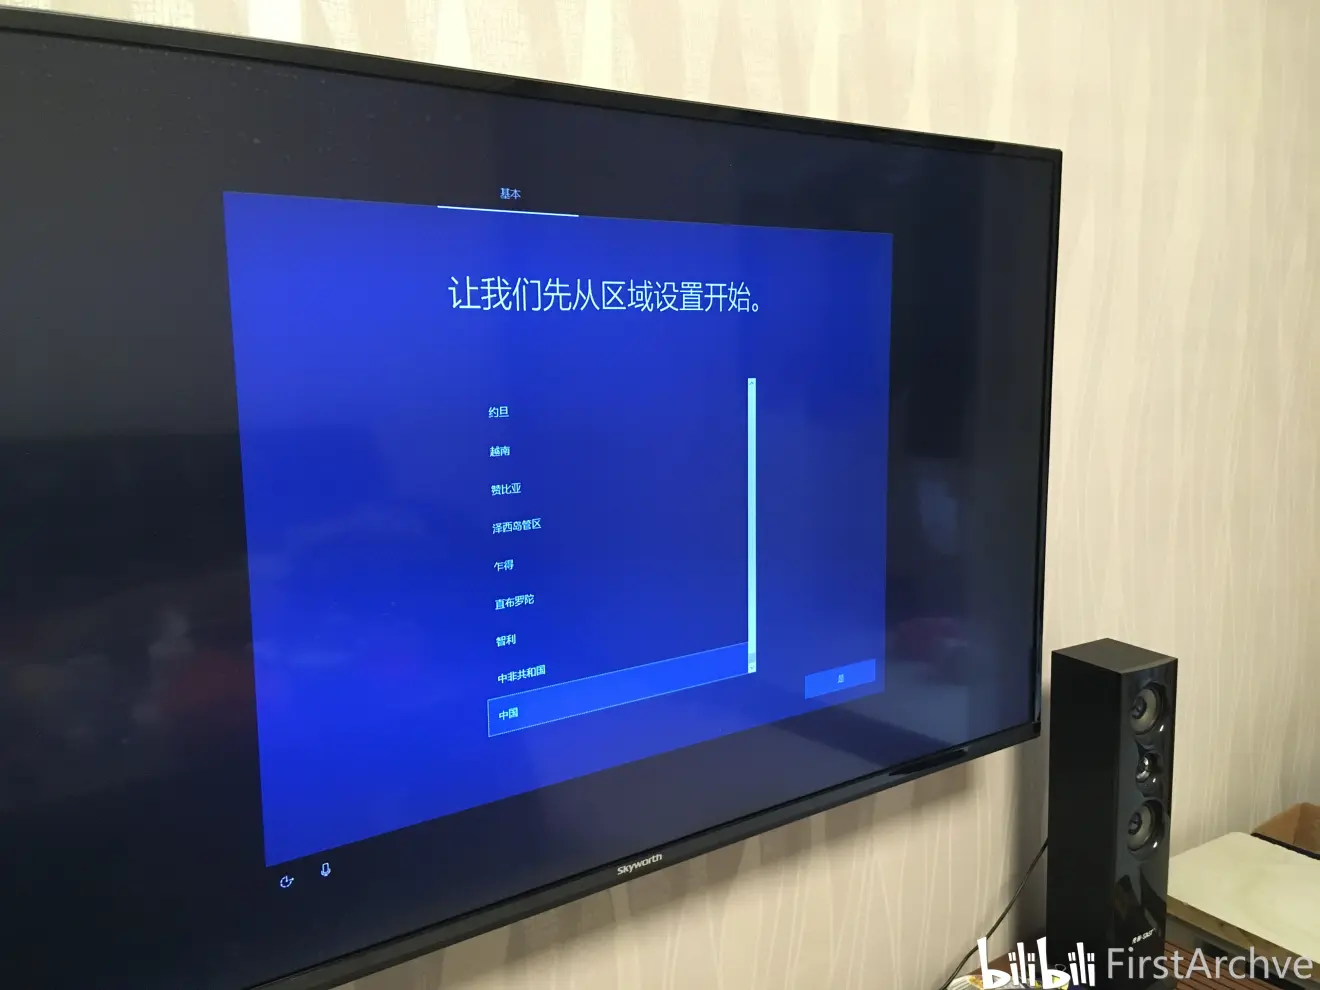 基本
让我们先从区域设置开始。
约旦
越南
赞比亚
泽西岛管区
乍得
直布罗陀
智利
中非共和国
中国
是
Skyworth
bilibili FirstArchve